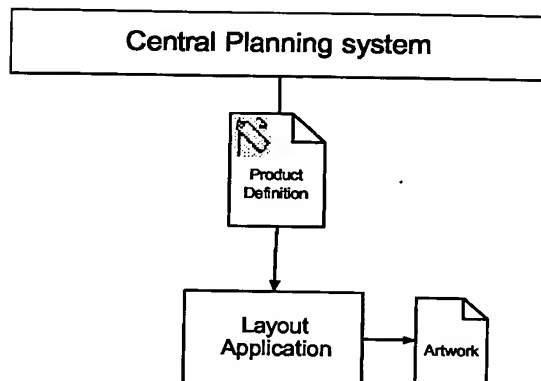 Central Planning system
Product
Definition
Layout
Application
Artwork